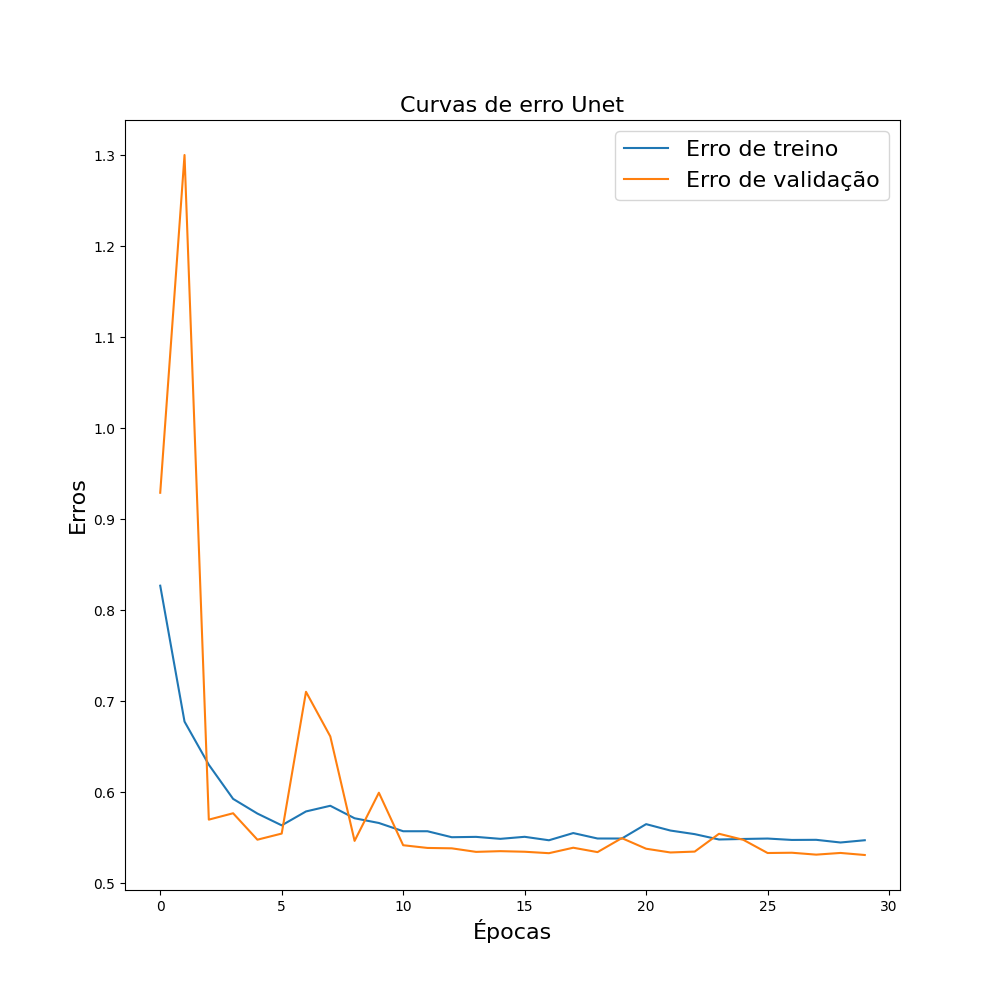 Curvas de erro Unet
Erro de treino
Erro de validação
1.3
1.2
1.1
1.0
0.9
0.8
0.7
0.6
0.5
Erros
0 5 10 15 20 25 30
Épocas